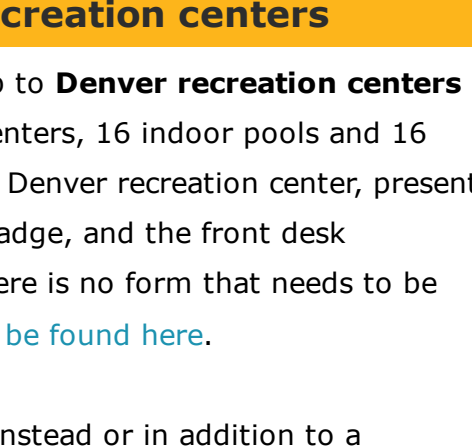 creation centers
to Denver recreation centers
enters, 16 indoor pools and 16
Denver recreation center, present
adge, and the front desk
ere is no form that needs to be
be found here.
nstead or in addition to a